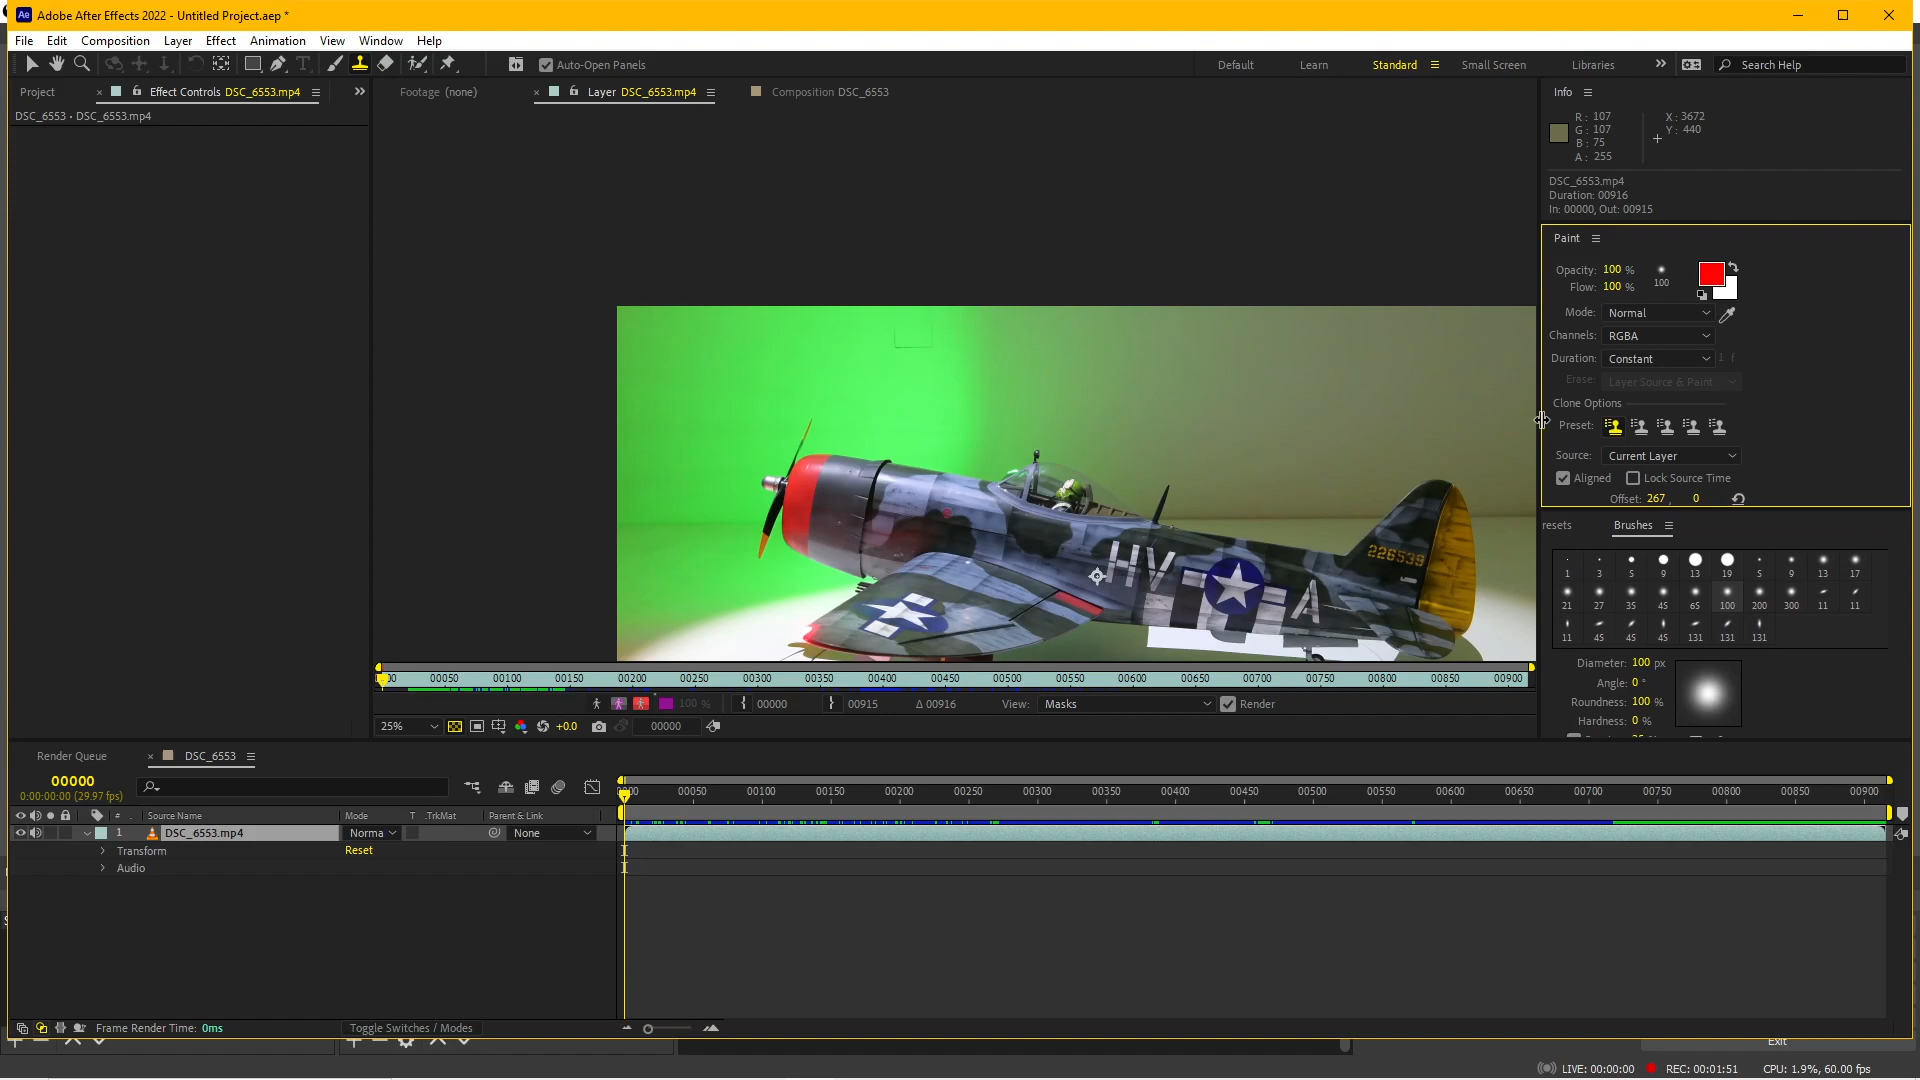 Adobe After Effects 2022 - Untitled Project.aep *
File Edit Composition Layer Effect Animation View Window Help
Auto-Open Panels Default Learn Standard Small Screen Libraries Search Help
Project Effect Controls DSC_6553.mp4 Footage (none) Layer DSC_6553.mp4 Composition DSC_6553 Info
DSC_6553 • DSC_6553.mp4
R: 107 X: 3672
G: 107 Y: 440
B: 75
A: 255
DSC_6553.mp4
Duration: 00916
In: 00000, Out: 00915
Paint
Opacity: 100 %
Flow: 100 % 100
Mode: Normal
Channels: RGBA
Duration: Constant 1 f
Erase: Layer Source & Paint
Clone Options
Preset:
Source: Current Layer
Aligned Lock Source Time
Offset: 267, 0
resets Brushes
1 3 5 9 13 19 5 9 13 17
21 27 35 45 65 100 200 300 11 11
11 45 45 45 131 131 131
Diameter: 100 px
Angle: 0 °
Roundness: 100 %
Hardness: 0 %
226539
HV A
00050 00100 00150 00200 00250 00300 00350 00400 00450 00500 00550 00600 00650 00700 00750 00800 00850 00900
100 % 00000 00915 Δ 00916 View: Masks Render
25% +0.0 00000
Render Queue DSC_6553
00000
0:00:00:00 (29.97 fps)
000 00050 00100 00150 00200 00250 00300 00350 00400 00450 00500 00550 00600 00650 00700 00750 00800 00850 00900
# Source Name Mode T .TrkMat Parent & Link
1 DSC_6553.mp4 Norma None
Transform Reset
Audio
Frame Render Time: 0ms Toggle Switches / Modes
Exit
LIVE: 00:00:00 REC: 00:01:51 CPU: 1.9%, 60.00 fps